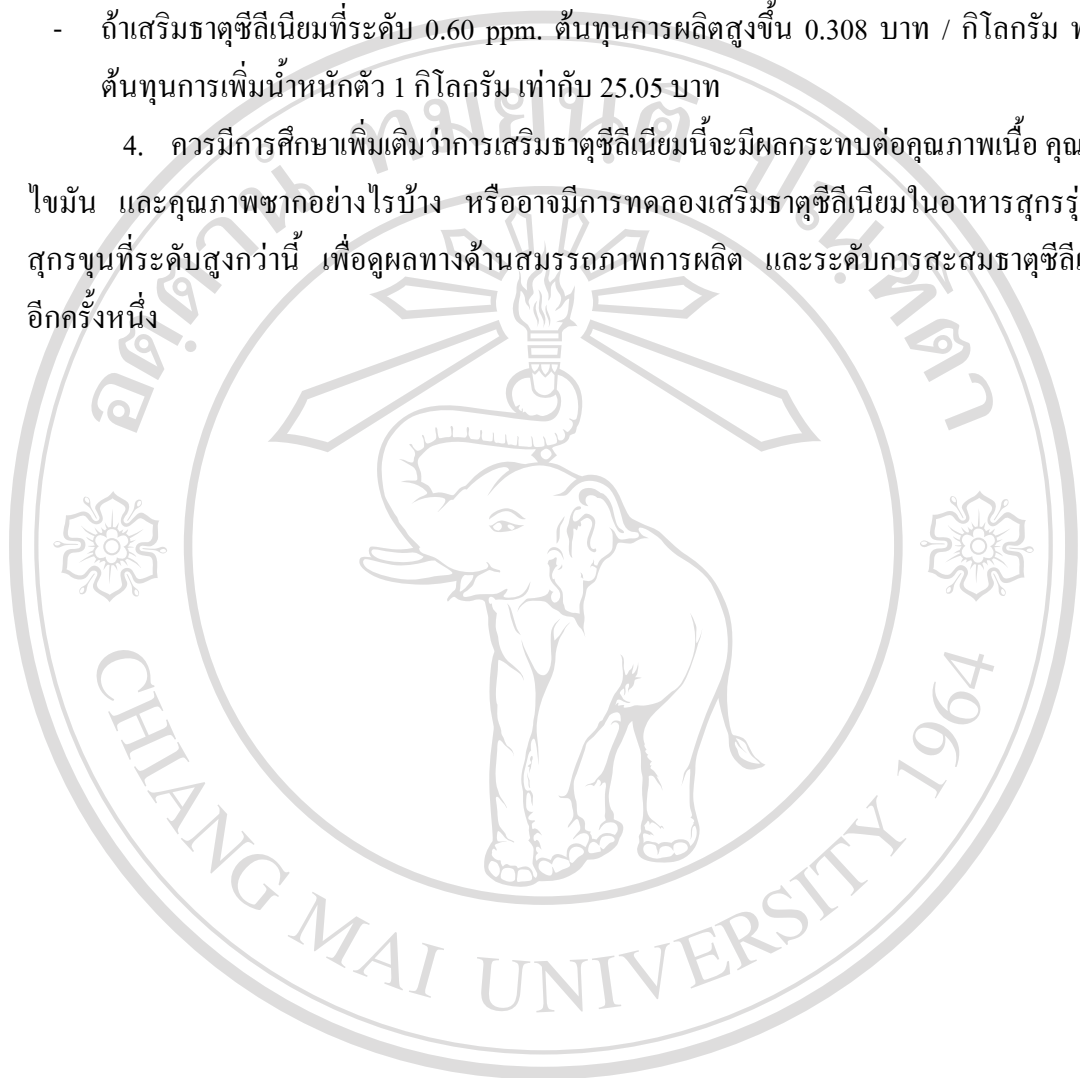 - ถ้าเสริมธาตุซีลีเนียมที่ระดับ 0.60 ppm. ต้นทุนการผลิตสูงขึ้น 0.308 บาท / กิโลกรัม
ต้นทุนการเพิ่มน้ำหนักตัว 1 กิโลกรัม เท่ากับ 25.05 บาท
4. ควรมีการศึกษาเพิ่มเติมว่าการเสริมธาตุซีลีเนียมนี้จะมีผลกระทบต่อคุณภาพเนื้อ
ไขมัน และคุณภาพซากอย่างไรบ้าง หรืออาจมีการทดลองเสริมธาตุซีลีเนียมในอาหารสุกร
สุกรขุนที่ระดับสูงกว่านี้ เพื่อดูผลทางด้านสมรรถภาพการผลิต และระดับการสะสม
อีกครั้งหนึ่ง
อตฺตานํ ทมยนฺติ ปณฺฑิตา
CHIANG MAI UNIVERSITY 1964